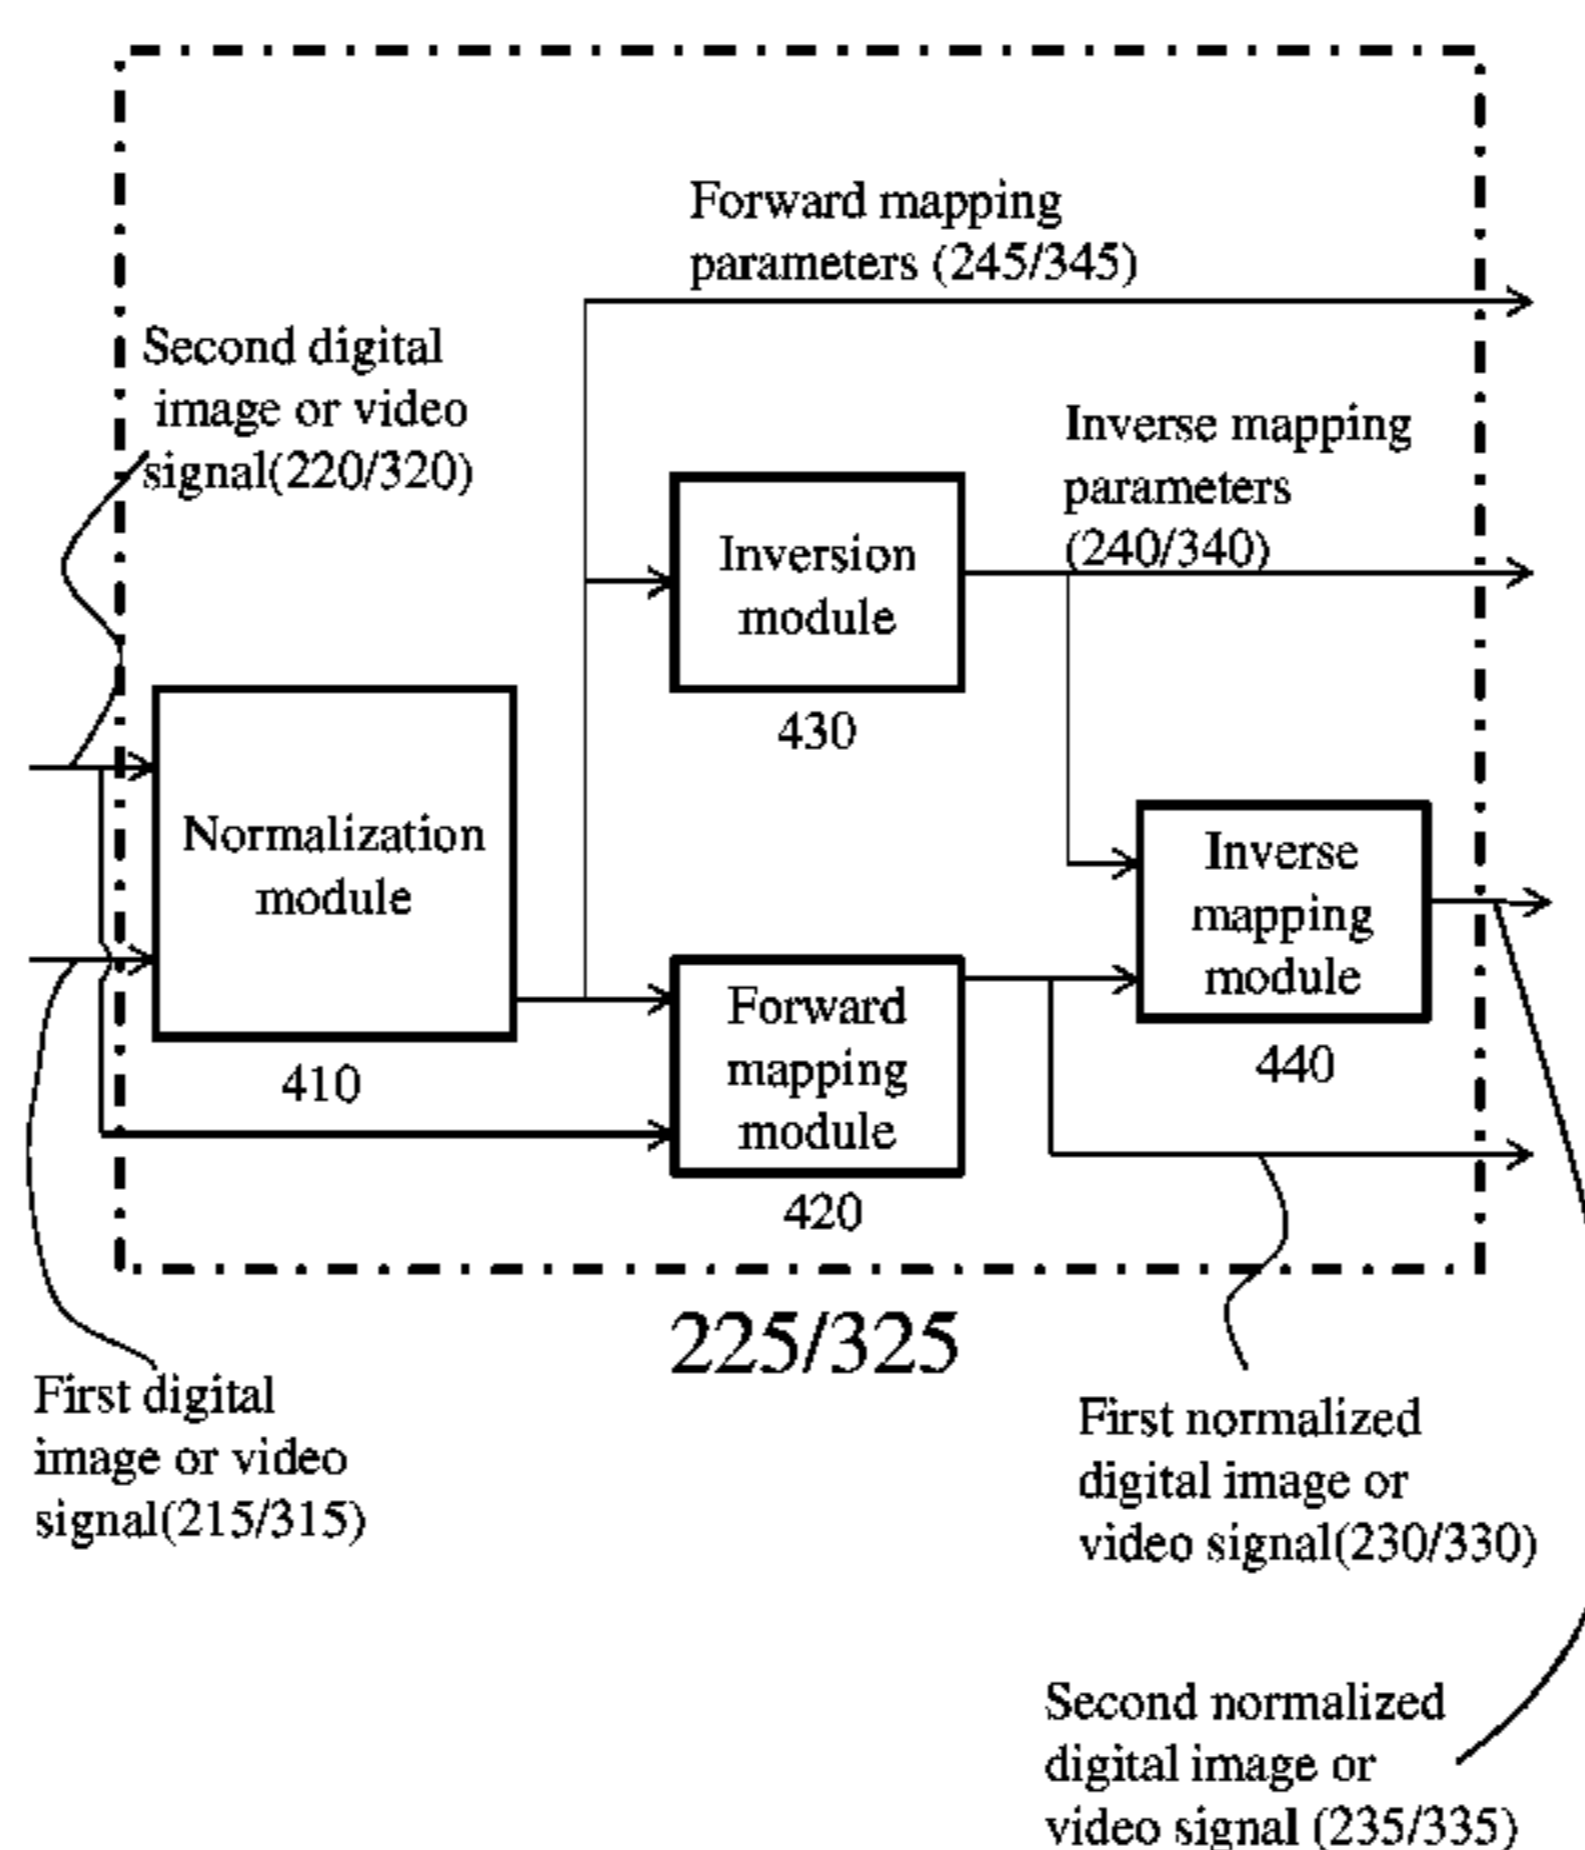 Forward mapping
parameters (245/345)
Second digital
image or video
signal(220/320)
Inverse mapping
parameters
(240/340)
Inversion
module
430
Normalization
module
410
Inverse
mapping
module
440
Forward
mapping
module
420
225/325
First digital
image or video
signal(215/315)
First normalized
digital image or
video signal(230/330)
Second normalized
digital image or
video signal (235/335)